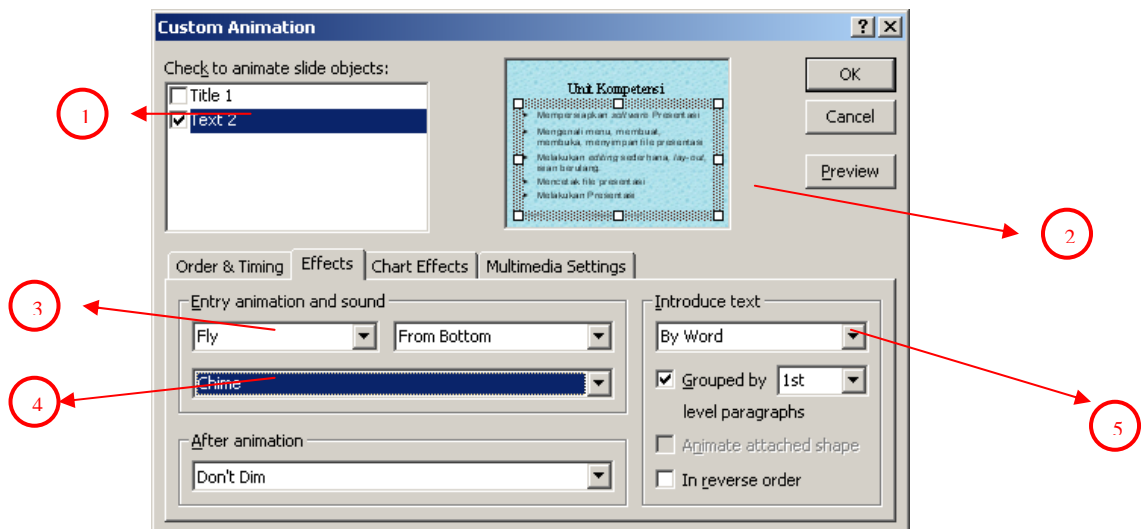 Custom Animation
Check to animate slide objects:
Title 1
Text 2
Unit Kompetensi
Mempersiapkan software Presentasi
Mengenali menu, membuat,
membuka, menyimpan file presentasi
Melakukan editing sederhana, lay-out,
isian berulang.
Mencetak file presentasi
Melakukan Presentasi
OK
Cancel
Preview
1
2
Order & Timing
Effects
Chart Effects
Multimedia Settings
3
Entry animation and sound
Fly
From Bottom
Chime
4
After animation
Don't Dim
Introduce text
By Word
Grouped by 1st
level paragraphs
Animate attached shape
In reverse order
5